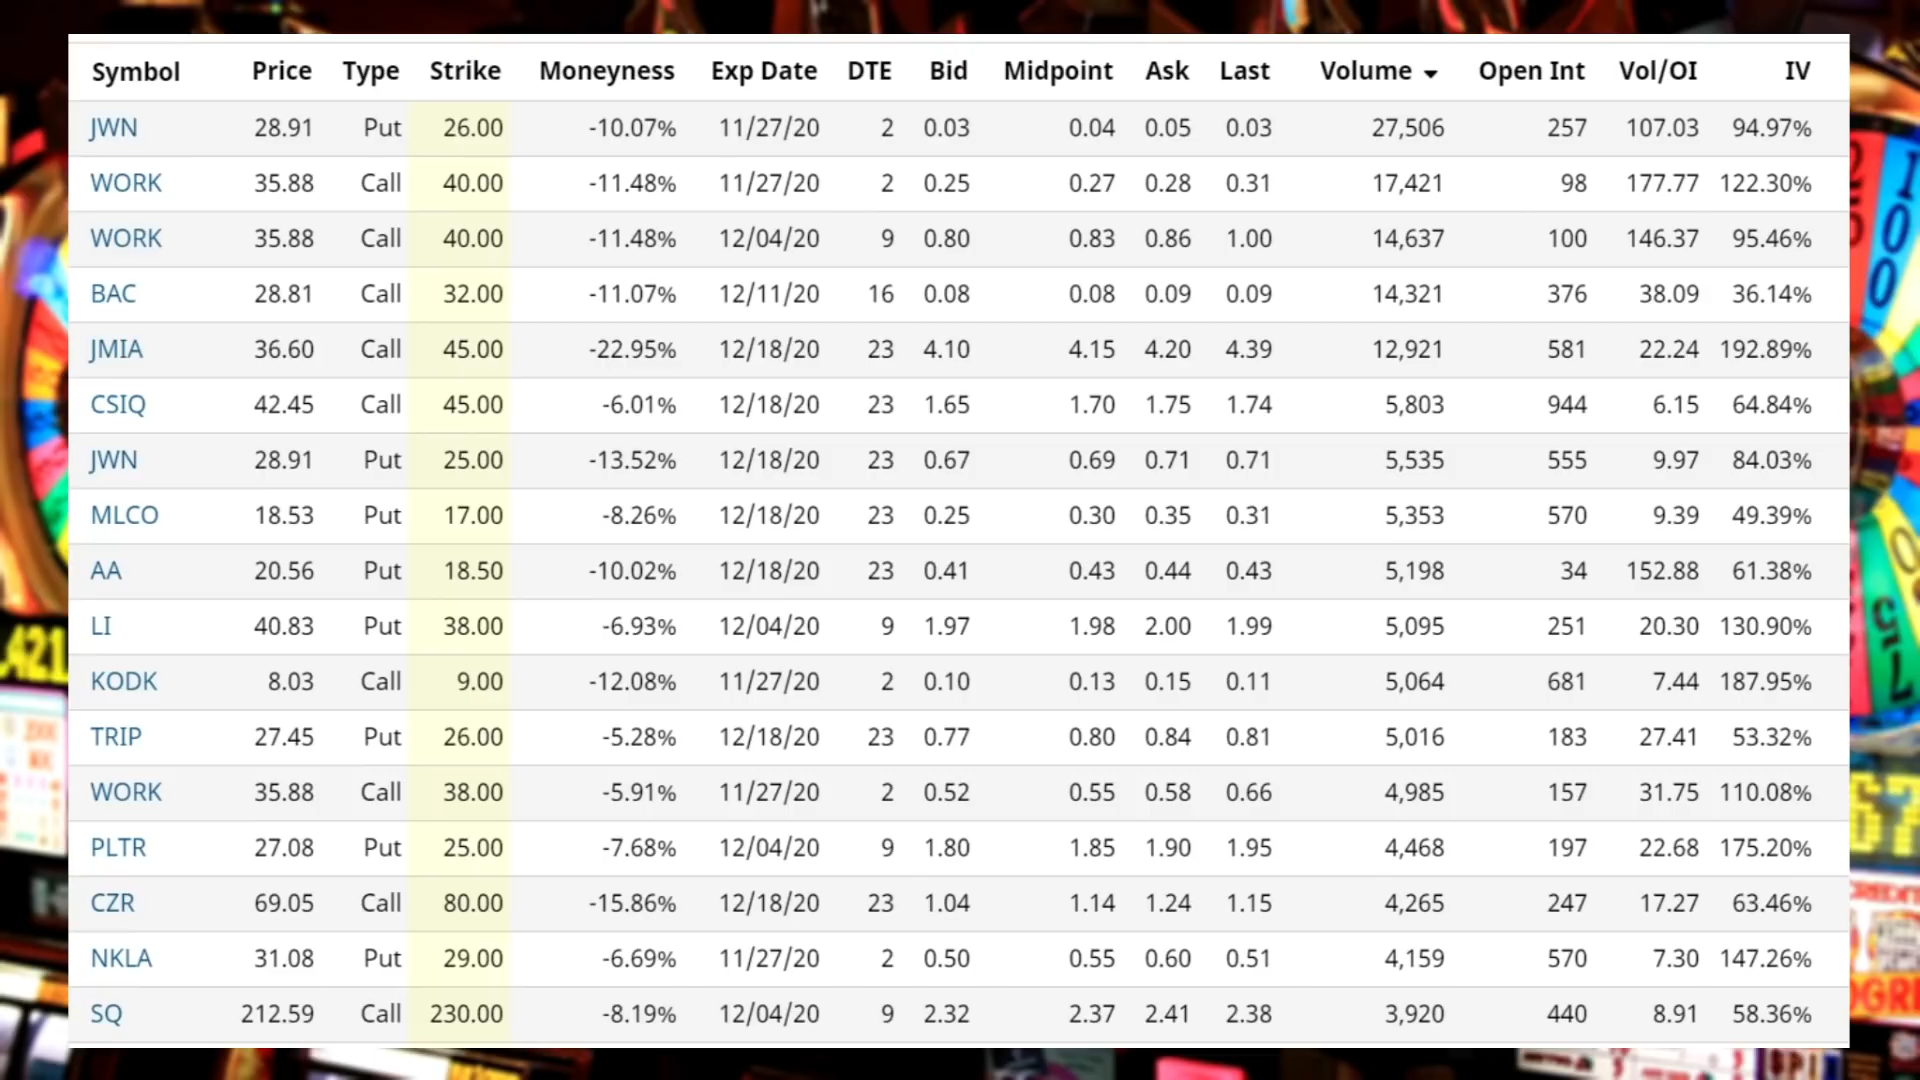 Symbol Price Type Strike Moneyness Exp Date DTE Bid Midpoint Ask Last Volume Open Int Vol/OI IV
JWN 28.91 Put 26.00 -10.07% 11/27/20 2 0.03 0.04 0.05 0.03 27,506 257 107.03 94.97%
WORK 35.88 Call 40.00 -11.48% 11/27/20 2 0.25 0.27 0.28 0.31 17,421 98 177.77 122.30%
WORK 35.88 Call 40.00 -11.48% 12/04/20 9 0.80 0.83 0.86 1.00 14,637 100 146.37 95.46%
BAC 28.81 Call 32.00 -11.07% 12/11/20 16 0.08 0.08 0.09 0.09 14,321 376 38.09 36.14%
JMIA 36.60 Call 45.00 -22.95% 12/18/20 23 4.10 4.15 4.20 4.39 12,921 581 22.24 192.89%
CSIQ 42.45 Call 45.00 -6.01% 12/18/20 23 1.65 1.70 1.75 1.74 5,803 944 6.15 64.84%
JWN 28.91 Put 25.00 -13.52% 12/18/20 23 0.67 0.69 0.71 0.71 5,535 555 9.97 84.03%
MLCO 18.53 Put 17.00 -8.26% 12/18/20 23 0.25 0.30 0.35 0.31 5,353 570 9.39 49.39%
AA 20.56 Put 18.50 -10.02% 12/18/20 23 0.41 0.43 0.44 0.43 5,198 34 152.88 61.38%
LI 40.83 Put 38.00 -6.93% 12/04/20 9 1.97 1.98 2.00 1.99 5,095 251 20.30 130.90%
KODK 8.03 Call 9.00 -12.08% 11/27/20 2 0.10 0.13 0.15 0.11 5,064 681 7.44 187.95%
TRIP 27.45 Put 26.00 -5.28% 12/18/20 23 0.77 0.80 0.84 0.81 5,016 183 27.41 53.32%
WORK 35.88 Call 38.00 -5.91% 11/27/20 2 0.52 0.55 0.58 0.66 4,985 157 31.75 110.08%
PLTR 27.08 Put 25.00 -7.68% 12/04/20 9 1.80 1.85 1.90 1.95 4,468 197 22.68 175.20%
CZR 69.05 Call 80.00 -15.86% 12/18/20 23 1.04 1.14 1.24 1.15 4,265 247 17.27 63.46%
NKLA 31.08 Put 29.00 -6.69% 11/27/20 2 0.50 0.55 0.60 0.51 4,159 570 7.30 147.26%
SQ 212.59 Call 230.00 -8.19% 12/04/20 9 2.32 2.37 2.41 2.38 3,920 440 8.91 58.36%